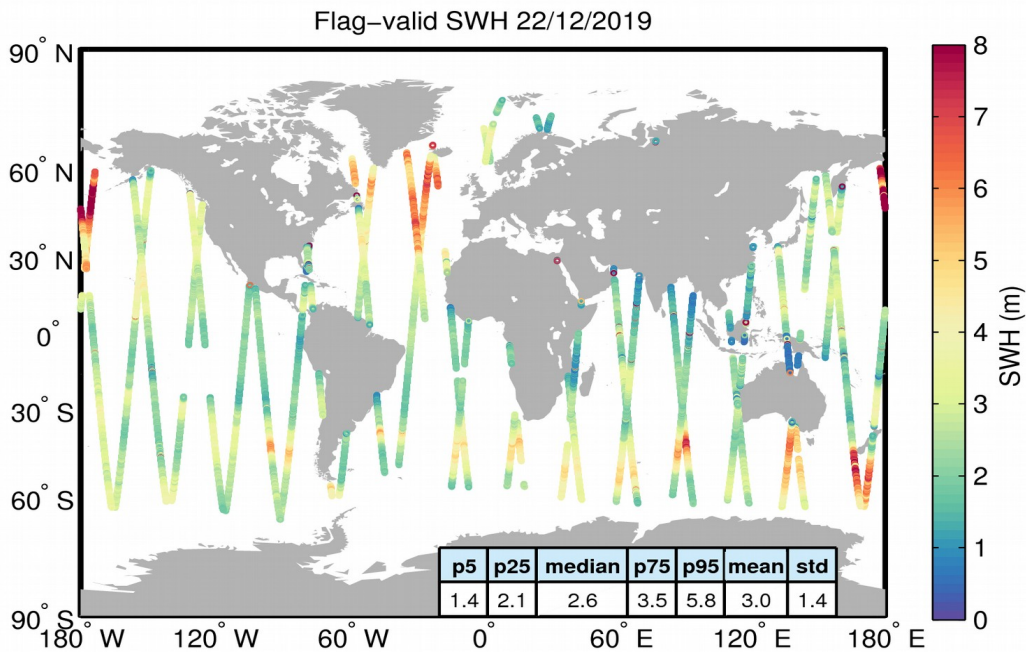 Flag–valid SWH 22/12/2019
90° N
60° N
30° N
0°
30° S
60° S
90° S
180° W
120° W
60° W
0°
60° E
120° E
180° E
8
7
6
5
4
3
2
1
0
SWH (m)
p5 p25 median p75 p95 mean std
1.4 2.1 2.6 3.5 5.8 3.0 1.4